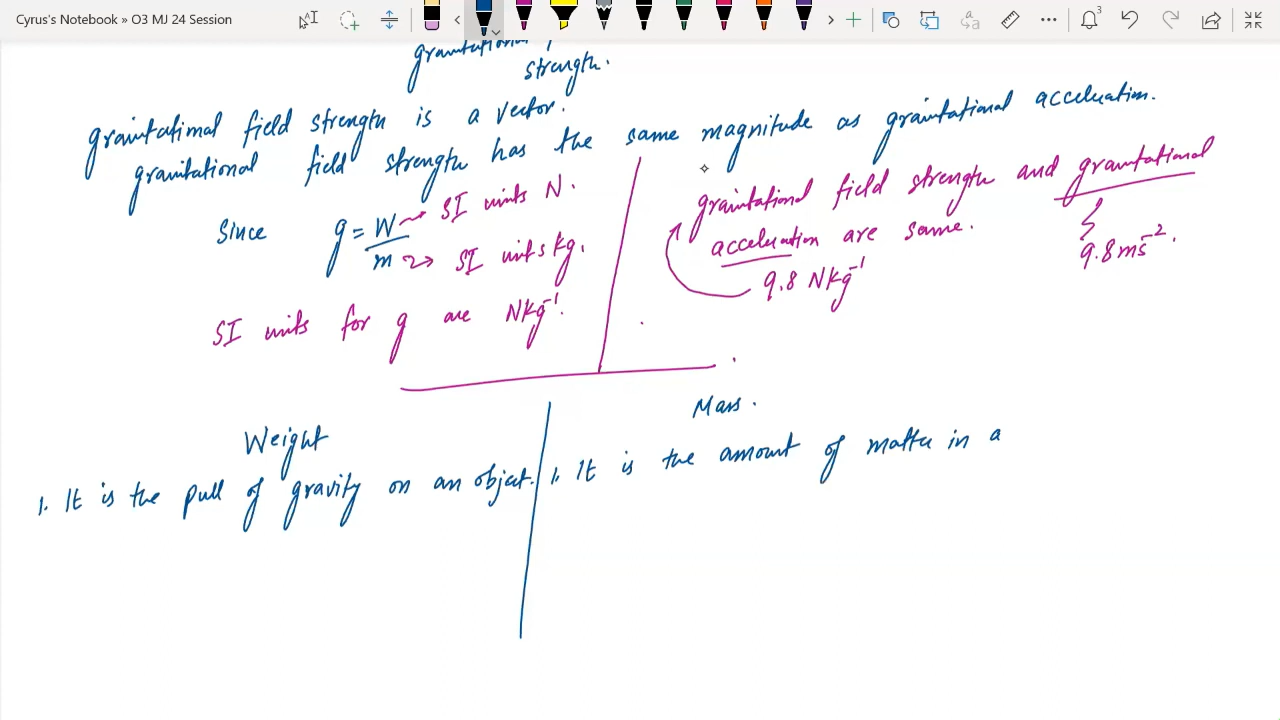 Cyrus's Notebook » O3 MJ 24 Session
3
gravitational
strength.
gravitational field strength is a vector.
gravitational field strength has the same magnitude as gravitational acceleration.
Since g = W/m
W → SI units N.
m → SI units kg.
SI units for g are Nkg⁻¹.
gravitational field strength and gravitational
acceleration are same.
9.8 Nkg⁻¹
9.8 ms⁻².
Weight
1. It is the pull of gravity on an object.
Mass.
1. It is the amount of matter in a